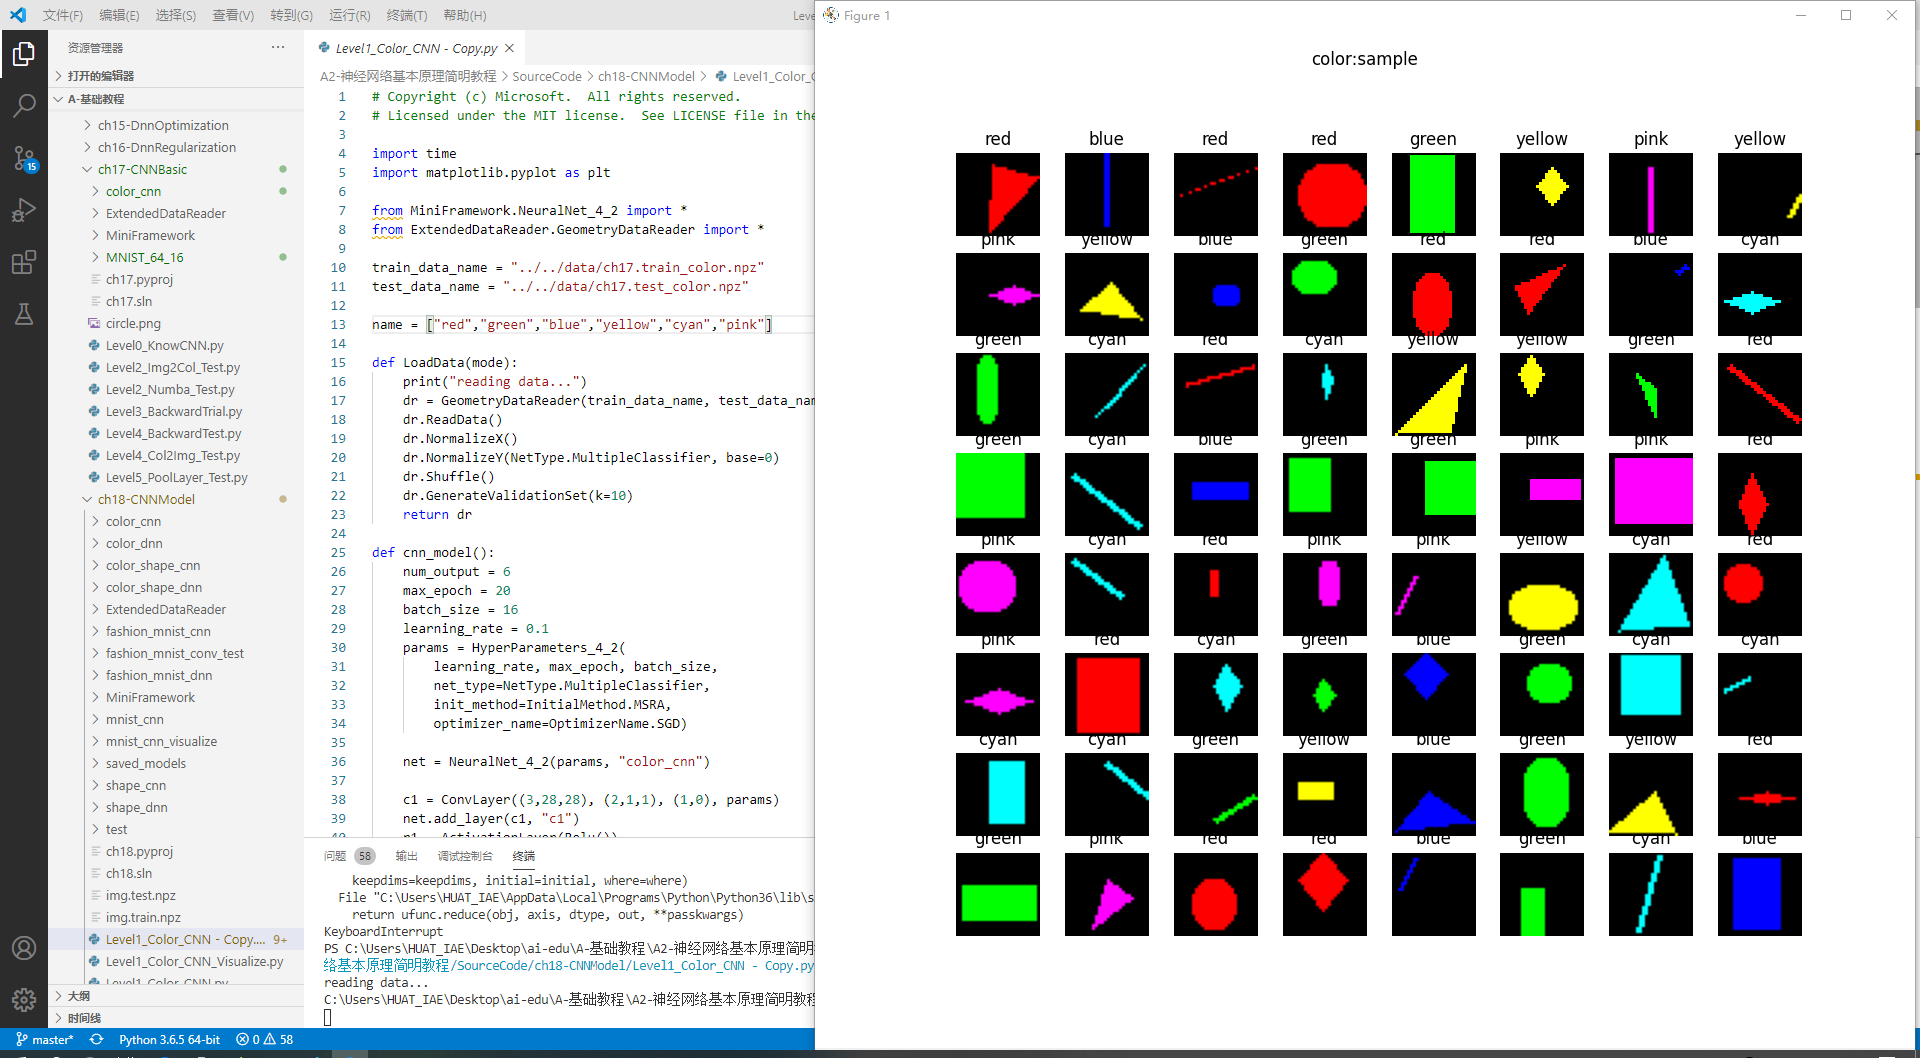 文件(F) 编辑(E) 选择(S) 查看(V) 转到(G) 运行(R) 终端(T) 帮助(H)
资源管理器 ···
打开的编辑器
A-基础教程
ch15-DnnOptimization
ch16-DnnRegularization
ch17-CNNBasic
color_cnn
ExtendedDataReader
MiniFramework
MNIST_64_16
ch17.pyproj
ch17.sln
circle.png
Level0_KnowCNN.py
Level2_Img2Col_Test.py
Level2_Numba_Test.py
Level3_BackwardTrial.py
Level4_BackwardTest.py
Level4_Col2Img_Test.py
Level5_PoolLayer_Test.py
ch18-CNNModel
color_cnn
color_dnn
color_shape_cnn
color_shape_dnn
ExtendedDataReader
fashion_mnist_cnn
fashion_mnist_conv_test
fashion_mnist_dnn
MiniFramework
mnist_cnn
mnist_cnn_visualize
saved_models
shape_cnn
shape_dnn
test
ch18.pyproj
ch18.sln
img.test.npz
img.train.npz
Level1_Color_CNN - Copy.... 9+
Level1_Color_CNN_Visualize.py
Level1_Color_CNN.py
大纲
时间线
15
Level1_Color_CNN - Copy.py
A2-神经网络基本原理简明教程 > SourceCode > ch18-CNNModel > Level1_Color_
1 # Copyright (c) Microsoft.  All rights reserved.
2 # Licensed under the MIT license.  See LICENSE file in the
3
4 import time
5 import matplotlib.pyplot as plt
6
7 from MiniFramework.NeuralNet_4_2 import *
8 from ExtendedDataReader.GeometryDataReader import *
9
10 train_data_name = "../../data/ch17.train_color.npz"
11 test_data_name = "../../data/ch17.test_color.npz"
12
13 name = ["red","green","blue","yellow","cyan","pink"]
14
15 def LoadData(mode):
16     print("reading data...")
17     dr = GeometryDataReader(train_data_name, test_data_nam
18     dr.ReadData()
19     dr.NormalizeX()
20     dr.NormalizeY(NetType.MultipleClassifier, base=0)
21     dr.Shuffle()
22     dr.GenerateValidationSet(k=10)
23     return dr
24
25 def cnn_model():
26     num_output = 6
27     max_epoch = 20
28     batch_size = 16
29     learning_rate = 0.1
30     params = HyperParameters_4_2(
31         learning_rate, max_epoch, batch_size,
32         net_type=NetType.MultipleClassifier,
33         init_method=InitialMethod.MSRA,
34         optimizer_name=OptimizerName.SGD)
35
36     net = NeuralNet_4_2(params, "color_cnn")
37
38     c1 = ConvLayer((3,28,28), (2,1,1), (1,0), params)
39     net.add_layer(c1, "c1")
40     r1 = ActivationLayer(Relu())
问题 58 输出 调试控制台 终端
keepdims=keepdims, initial=initial, where=where)
File "C:\Users\HUAT_IAE\AppData\Local\Programs\Python\Python36\lib\s
return ufunc.reduce(obj, axis, dtype, out, **passkwargs)
KeyboardInterrupt
PS C:\Users\HUAT_IAE\Desktop\ai-edu\A-基础教程\A2-神经网络基本原理简明
络基本原理简明教程/SourceCode/ch18-CNNModel/Level1_Color_CNN - Copy.py
reading data...
C:\Users\HUAT_IAE\Desktop\ai-edu\A-基础教程\A2-神经网络基本原理简明教程
master* Python 3.6.5 64-bit 0 58
Leve
Figure 1
color:sample
red blue red red green yellow pink yellow
pink yellow blue green red red blue cyan
green cyan red cyan yellow yellow green red
green cyan blue green green pink pink red
pink cyan red pink pink yellow cyan red
pink red cyan green blue green cyan cyan
cyan cyan green yellow blue green yellow red
green pink red red blue green cyan blue